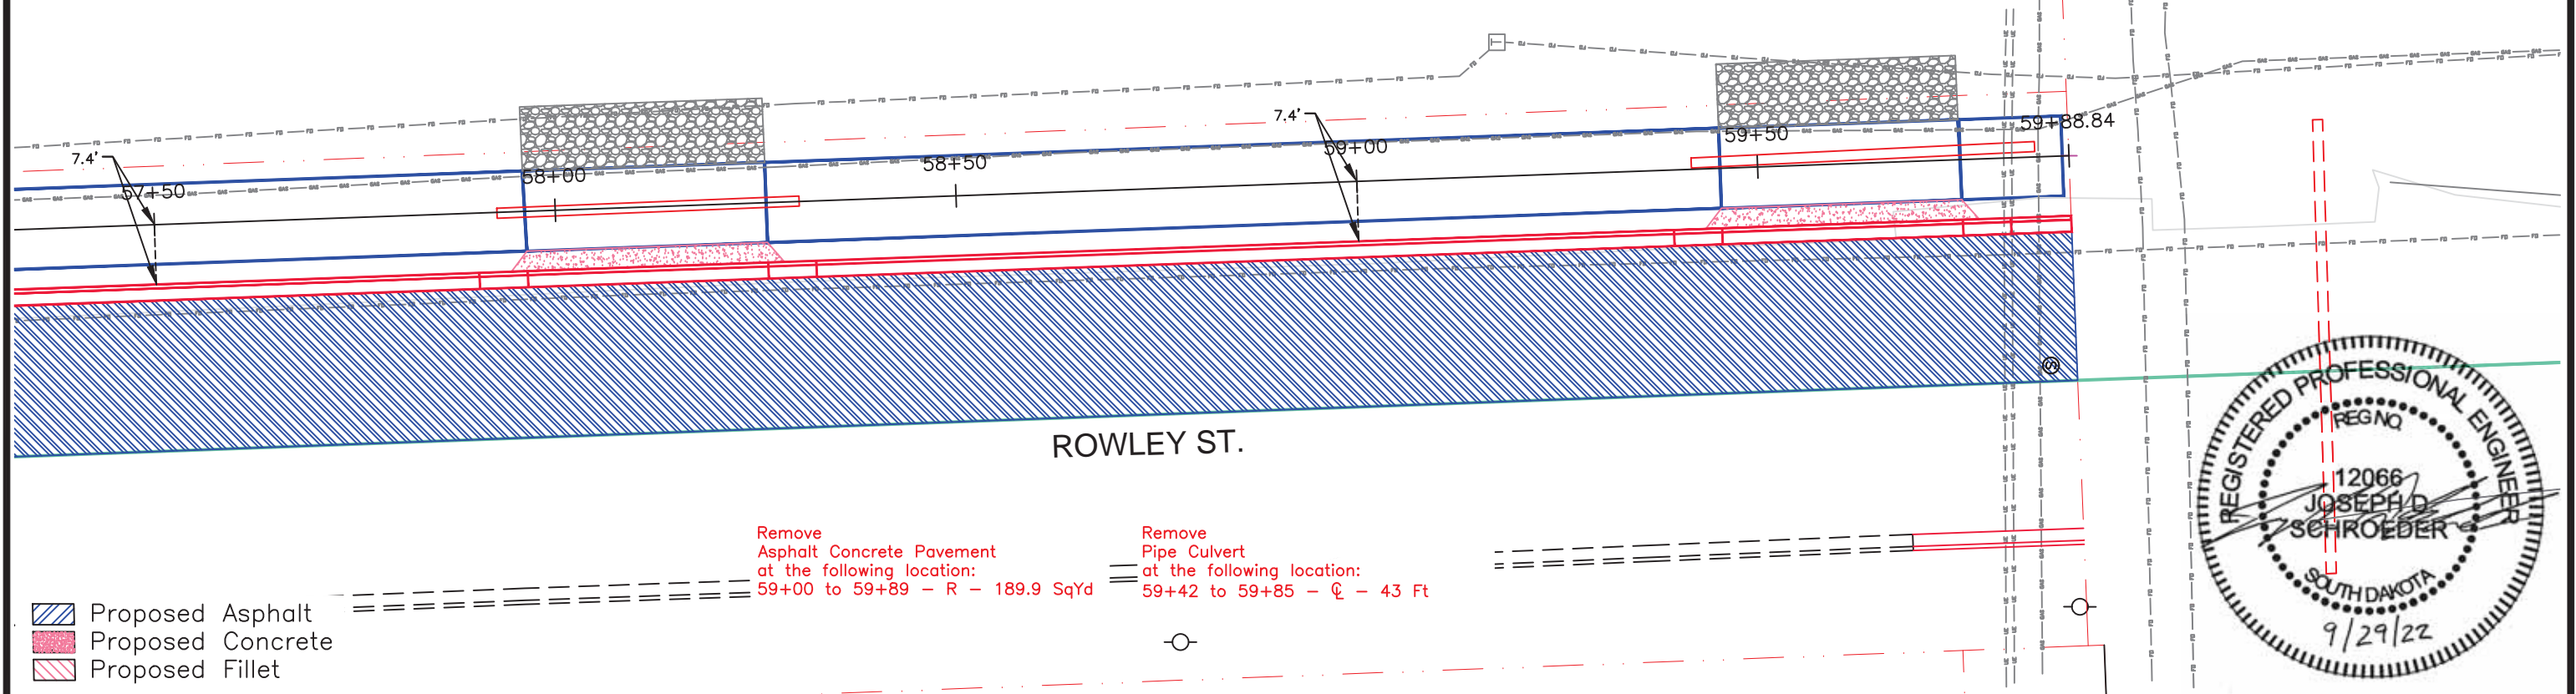 7.4'
57+50
58+00
58+50
7.4'
59+00
59+50
59+88.84
ROWLEY ST.
Remove
Asphalt Concrete Pavement
at the following location:
59+00 to 59+89 - R - 189.9 SqYd
Remove
Pipe Culvert
at the following location:
59+42 to 59+85 - ℄ - 43 Ft
Proposed Asphalt
Proposed Concrete
Proposed Fillet
S
REGISTERED PROFESSIONAL ENGINEER
REG NO.
12066
JOSEPH D.
SCHROEDER
SOUTH DAKOTA
9/29/22